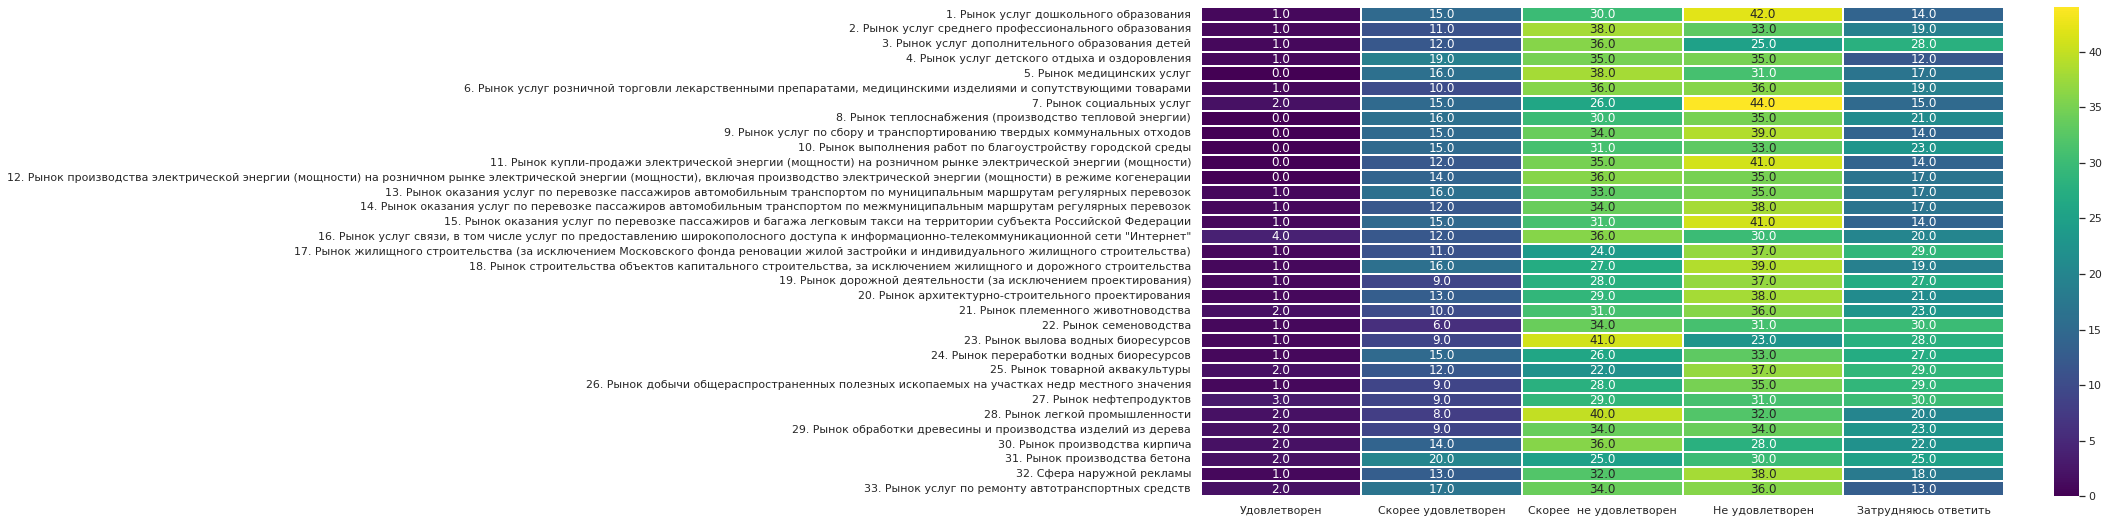 1. Рынок услуг дошкольного образования 1.0 15.0 30.0 42.0 14.0
2. Рынок услуг среднего профессионального образования 1.0 11.0 38.0 33.0 19.0
3. Рынок услуг дополнительного образования детей 1.0 12.0 36.0 25.0 28.0
4. Рынок услуг детского отдыха и оздоровления 1.0 19.0 35.0 35.0 12.0
5. Рынок медицинских услуг 0.0 16.0 38.0 31.0 17.0
6. Рынок услуг розничной торговли лекарственными препаратами, медицинскими изделиями и сопутствующими товарами 1.0 10.0 36.0 36.0 19.0
7. Рынок социальных услуг 2.0 15.0 26.0 44.0 15.0
8. Рынок теплоснабжения (производство тепловой энергии) 0.0 16.0 30.0 35.0 21.0
9. Рынок услуг по сбору и транспортированию твердых коммунальных отходов 0.0 15.0 34.0 39.0 14.0
10. Рынок выполнения работ по благоустройству городской среды 0.0 15.0 31.0 33.0 23.0
11. Рынок купли-продажи электрической энергии (мощности) на розничном рынке электрической энергии (мощности) 0.0 12.0 35.0 41.0 14.0
12. Рынок производства электрической энергии (мощности) на розничном рынке электрической энергии (мощности), включая производство электрической энергии (мощности) в режиме когенерации 0.0 14.0 36.0 35.0 17.0
13. Рынок оказания услуг по перевозке пассажиров автомобильным транспортом по муниципальным маршрутам регулярных перевозок 1.0 16.0 33.0 35.0 17.0
14. Рынок оказания услуг по перевозке пассажиров автомобильным транспортом по межмуниципальным маршрутам регулярных перевозок 1.0 12.0 34.0 38.0 17.0
15. Рынок оказания услуг по перевозке пассажиров и багажа легковым такси на территории субъекта Российской Федерации 1.0 15.0 31.0 41.0 14.0
16. Рынок услуг связи, в том числе услуг по предоставлению широкополосного доступа к информационно-телекоммуникационной сети "Интернет" 4.0 12.0 36.0 30.0 20.0
17. Рынок жилищного строительства (за исключением Московского фонда реновации жилой застройки и индивидуального жилищного строительства) 1.0 11.0 24.0 37.0 29.0
18. Рынок строительства объектов капитального строительства, за исключением жилищного и дорожного строительства 1.0 16.0 27.0 39.0 19.0
19. Рынок дорожной деятельности (за исключением проектирования) 1.0 9.0 28.0 37.0 27.0
20. Рынок архитектурно-строительного проектирования 1.0 13.0 29.0 38.0 21.0
21. Рынок племенного животноводства 2.0 10.0 31.0 36.0 23.0
22. Рынок семеноводства 1.0 6.0 34.0 31.0 30.0
23. Рынок вылова водных биоресурсов 1.0 9.0 41.0 23.0 28.0
24. Рынок переработки водных биоресурсов 1.0 15.0 26.0 33.0 27.0
25. Рынок товарной аквакультуры 2.0 12.0 22.0 37.0 29.0
26. Рынок добычи общераспространенных полезных ископаемых на участках недр местного значения 1.0 9.0 28.0 35.0 29.0
27. Рынок нефтепродуктов 3.0 9.0 29.0 31.0 30.0
28. Рынок легкой промышленности 2.0 8.0 40.0 32.0 20.0
29. Рынок обработки древесины и производства изделий из дерева 2.0 9.0 34.0 34.0 23.0
30. Рынок производства кирпича 2.0 14.0 36.0 28.0 22.0
31. Рынок производства бетона 2.0 20.0 25.0 30.0 25.0
32. Сфера наружной рекламы 1.0 13.0 32.0 38.0 18.0
33. Рынок услуг по ремонту автотранспортных средств 2.0 17.0 34.0 36.0 13.0
Удовлетворен Скорее удовлетворен Скорее  не удовлетворен Не удовлетворен Затрудняюсь ответить
40
35
30
25
20
15
10
5
0